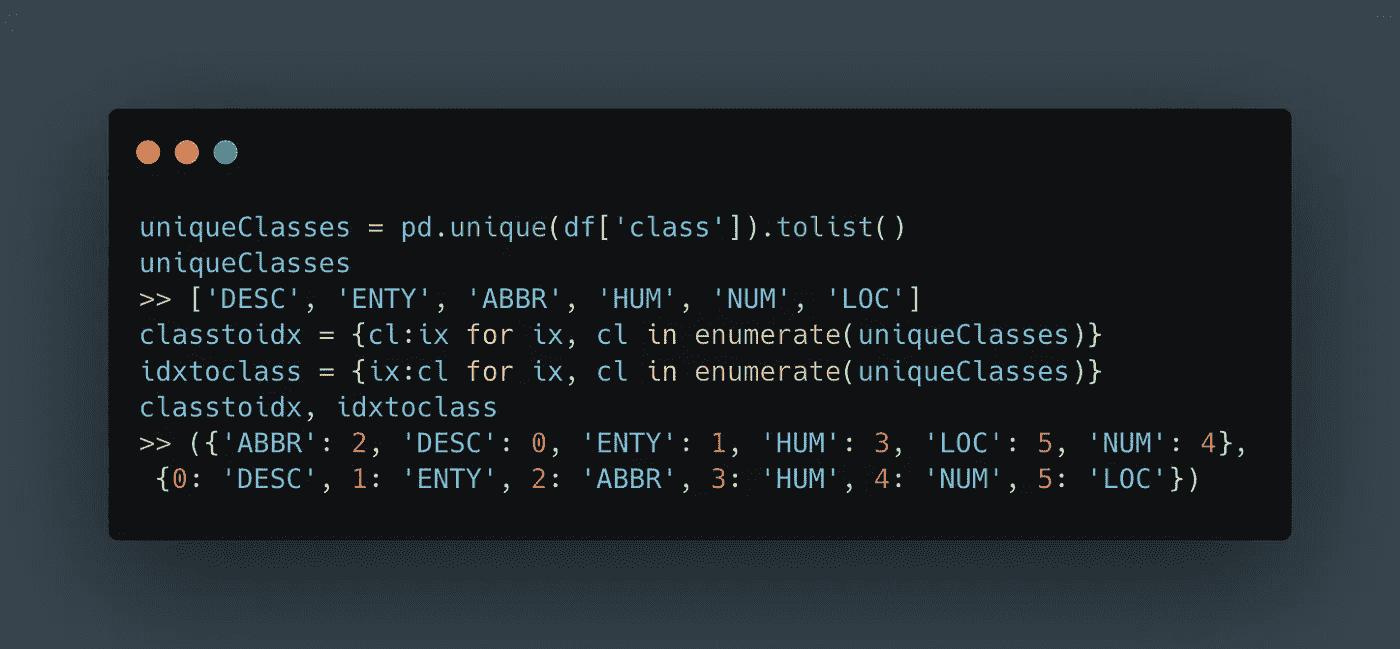 uniqueClasses = pd.unique(df['class']).tolist()
uniqueClasses
>> ['DESC', 'ENTY', 'ABBR', 'HUM', 'NUM', 'LOC']
classtoidx = {cl:ix for ix, cl in enumerate(uniqueClasses)}
idxtoclass = {ix:cl for ix, cl in enumerate(uniqueClasses)}
classtoidx, idxtoclass
>> ({'ABBR': 2, 'DESC': 0, 'ENTY': 1, 'HUM': 3, 'LOC': 5, 'NUM': 4},
 {0: 'DESC', 1: 'ENTY', 2: 'ABBR', 3: 'HUM', 4: 'NUM', 5: 'LOC'})